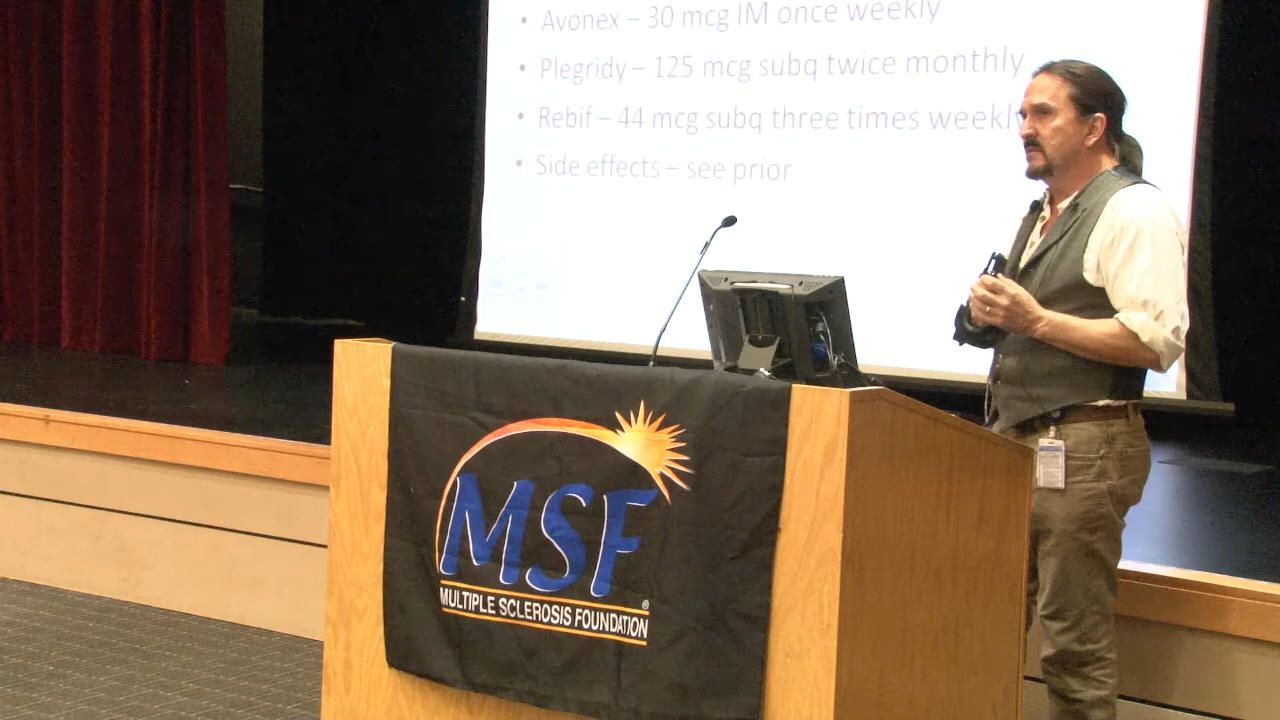 • Avonex – 30 mcg IM once weekly
• Plegridy – 125 mcg subq twice monthly
• Rebif – 44 mcg subq three times weekly
• Side effects – see prior
MSF
MULTIPLE SCLEROSIS FOUNDATION®